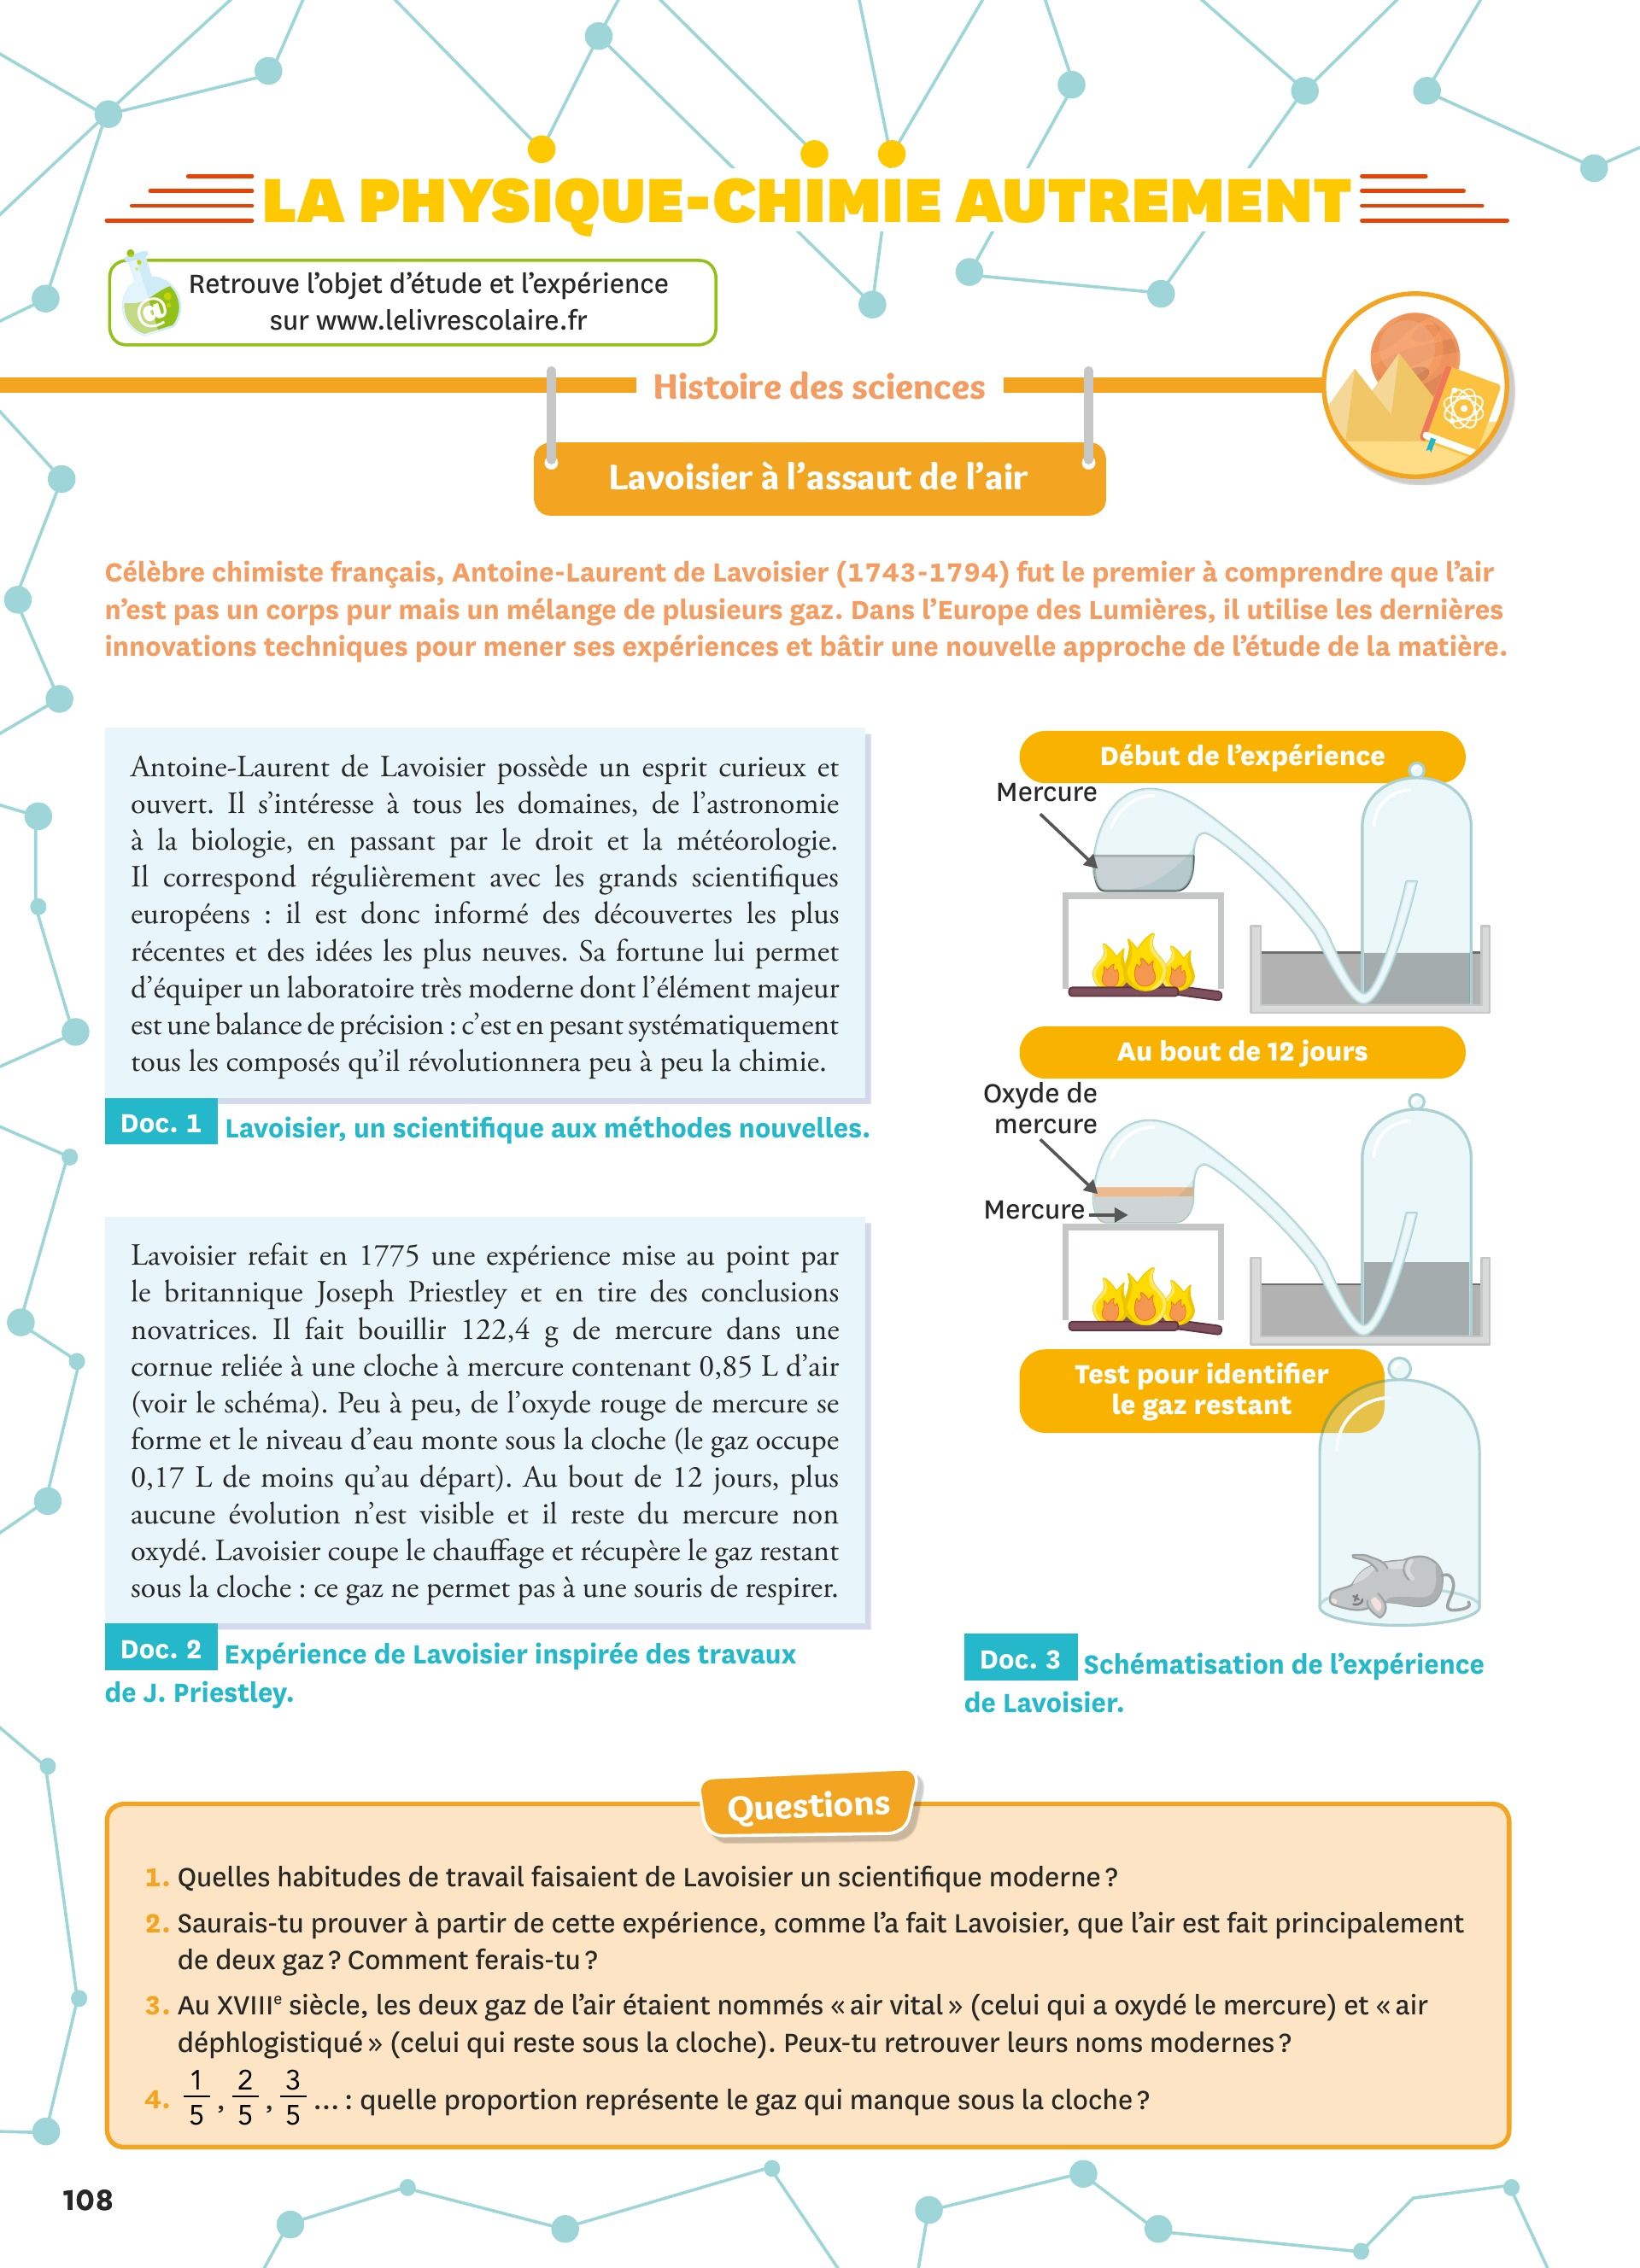 LA PHYSIQUE-CHIMIE AUTREMENT
@
Retrouve l'objet d'étude et l'expérience
sur www.lelivrescolaire.fr
Histoire des sciences
Lavoisier à l'assaut de l'air
Célèbre chimiste français, Antoine-Laurent de Lavoisier (1743-1794) fut le premier à comprendre que l'air
n'est pas un corps pur mais un mélange de plusieurs gaz. Dans l'Europe des Lumières, il utilise les dernières
innovations techniques pour mener ses expériences et bâtir une nouvelle approche de l'étude de la matière.
Antoine-Laurent de Lavoisier possède un esprit curieux et
ouvert. Il s'intéresse à tous les domaines, de l'astronomie
à la biologie, en passant par le droit et la météorologie.
Il correspond régulièrement avec les grands scientifiques
européens : il est donc informé des découvertes les plus
récentes et des idées les plus neuves. Sa fortune lui permet
d'équiper un laboratoire très moderne dont l'élément majeur
est une balance de précision : c'est en pesant systématiquement
tous les composés qu'il révolutionnera peu à peu la chimie.
Doc. 1 Lavoisier, un scientifique aux méthodes nouvelles.
Lavoisier refait en 1775 une expérience mise au point par
le britannique Joseph Priestley et en tire des conclusions
novatrices. Il fait bouillir 122,4 g de mercure dans une
cornue reliée à une cloche à mercure contenant 0,85 L d'air
(voir le schéma). Peu à peu, de l'oxyde rouge de mercure se
forme et le niveau d'eau monte sous la cloche (le gaz occupe
0,17 L de moins qu'au départ). Au bout de 12 jours, plus
aucune évolution n'est visible et il reste du mercure non
oxydé. Lavoisier coupe le chauffage et récupère le gaz restant
sous la cloche : ce gaz ne permet pas à une souris de respirer.
Doc. 2 Expérience de Lavoisier inspirée des travaux
de J. Priestley.
Début de l'expérience
Mercure
Au bout de 12 jours
Oxyde de
mercure
Mercure
Test pour identifier
le gaz restant
Doc. 3 Schématisation de l'expérience
de Lavoisier.
Questions
1. Quelles habitudes de travail faisaient de Lavoisier un scientifique moderne ?
2. Saurais-tu prouver à partir de cette expérience, comme l'a fait Lavoisier, que l'air est fait principalement
de deux gaz ? Comment ferais-tu ?
3. Au XVIIIe siècle, les deux gaz de l'air étaient nommés « air vital » (celui qui a oxydé le mercure) et « air
déphlogistiqué » (celui qui reste sous la cloche). Peux-tu retrouver leurs noms modernes ?
4. 1/5, 2/5, 3/5 ... : quelle proportion représente le gaz qui manque sous la cloche ?
108